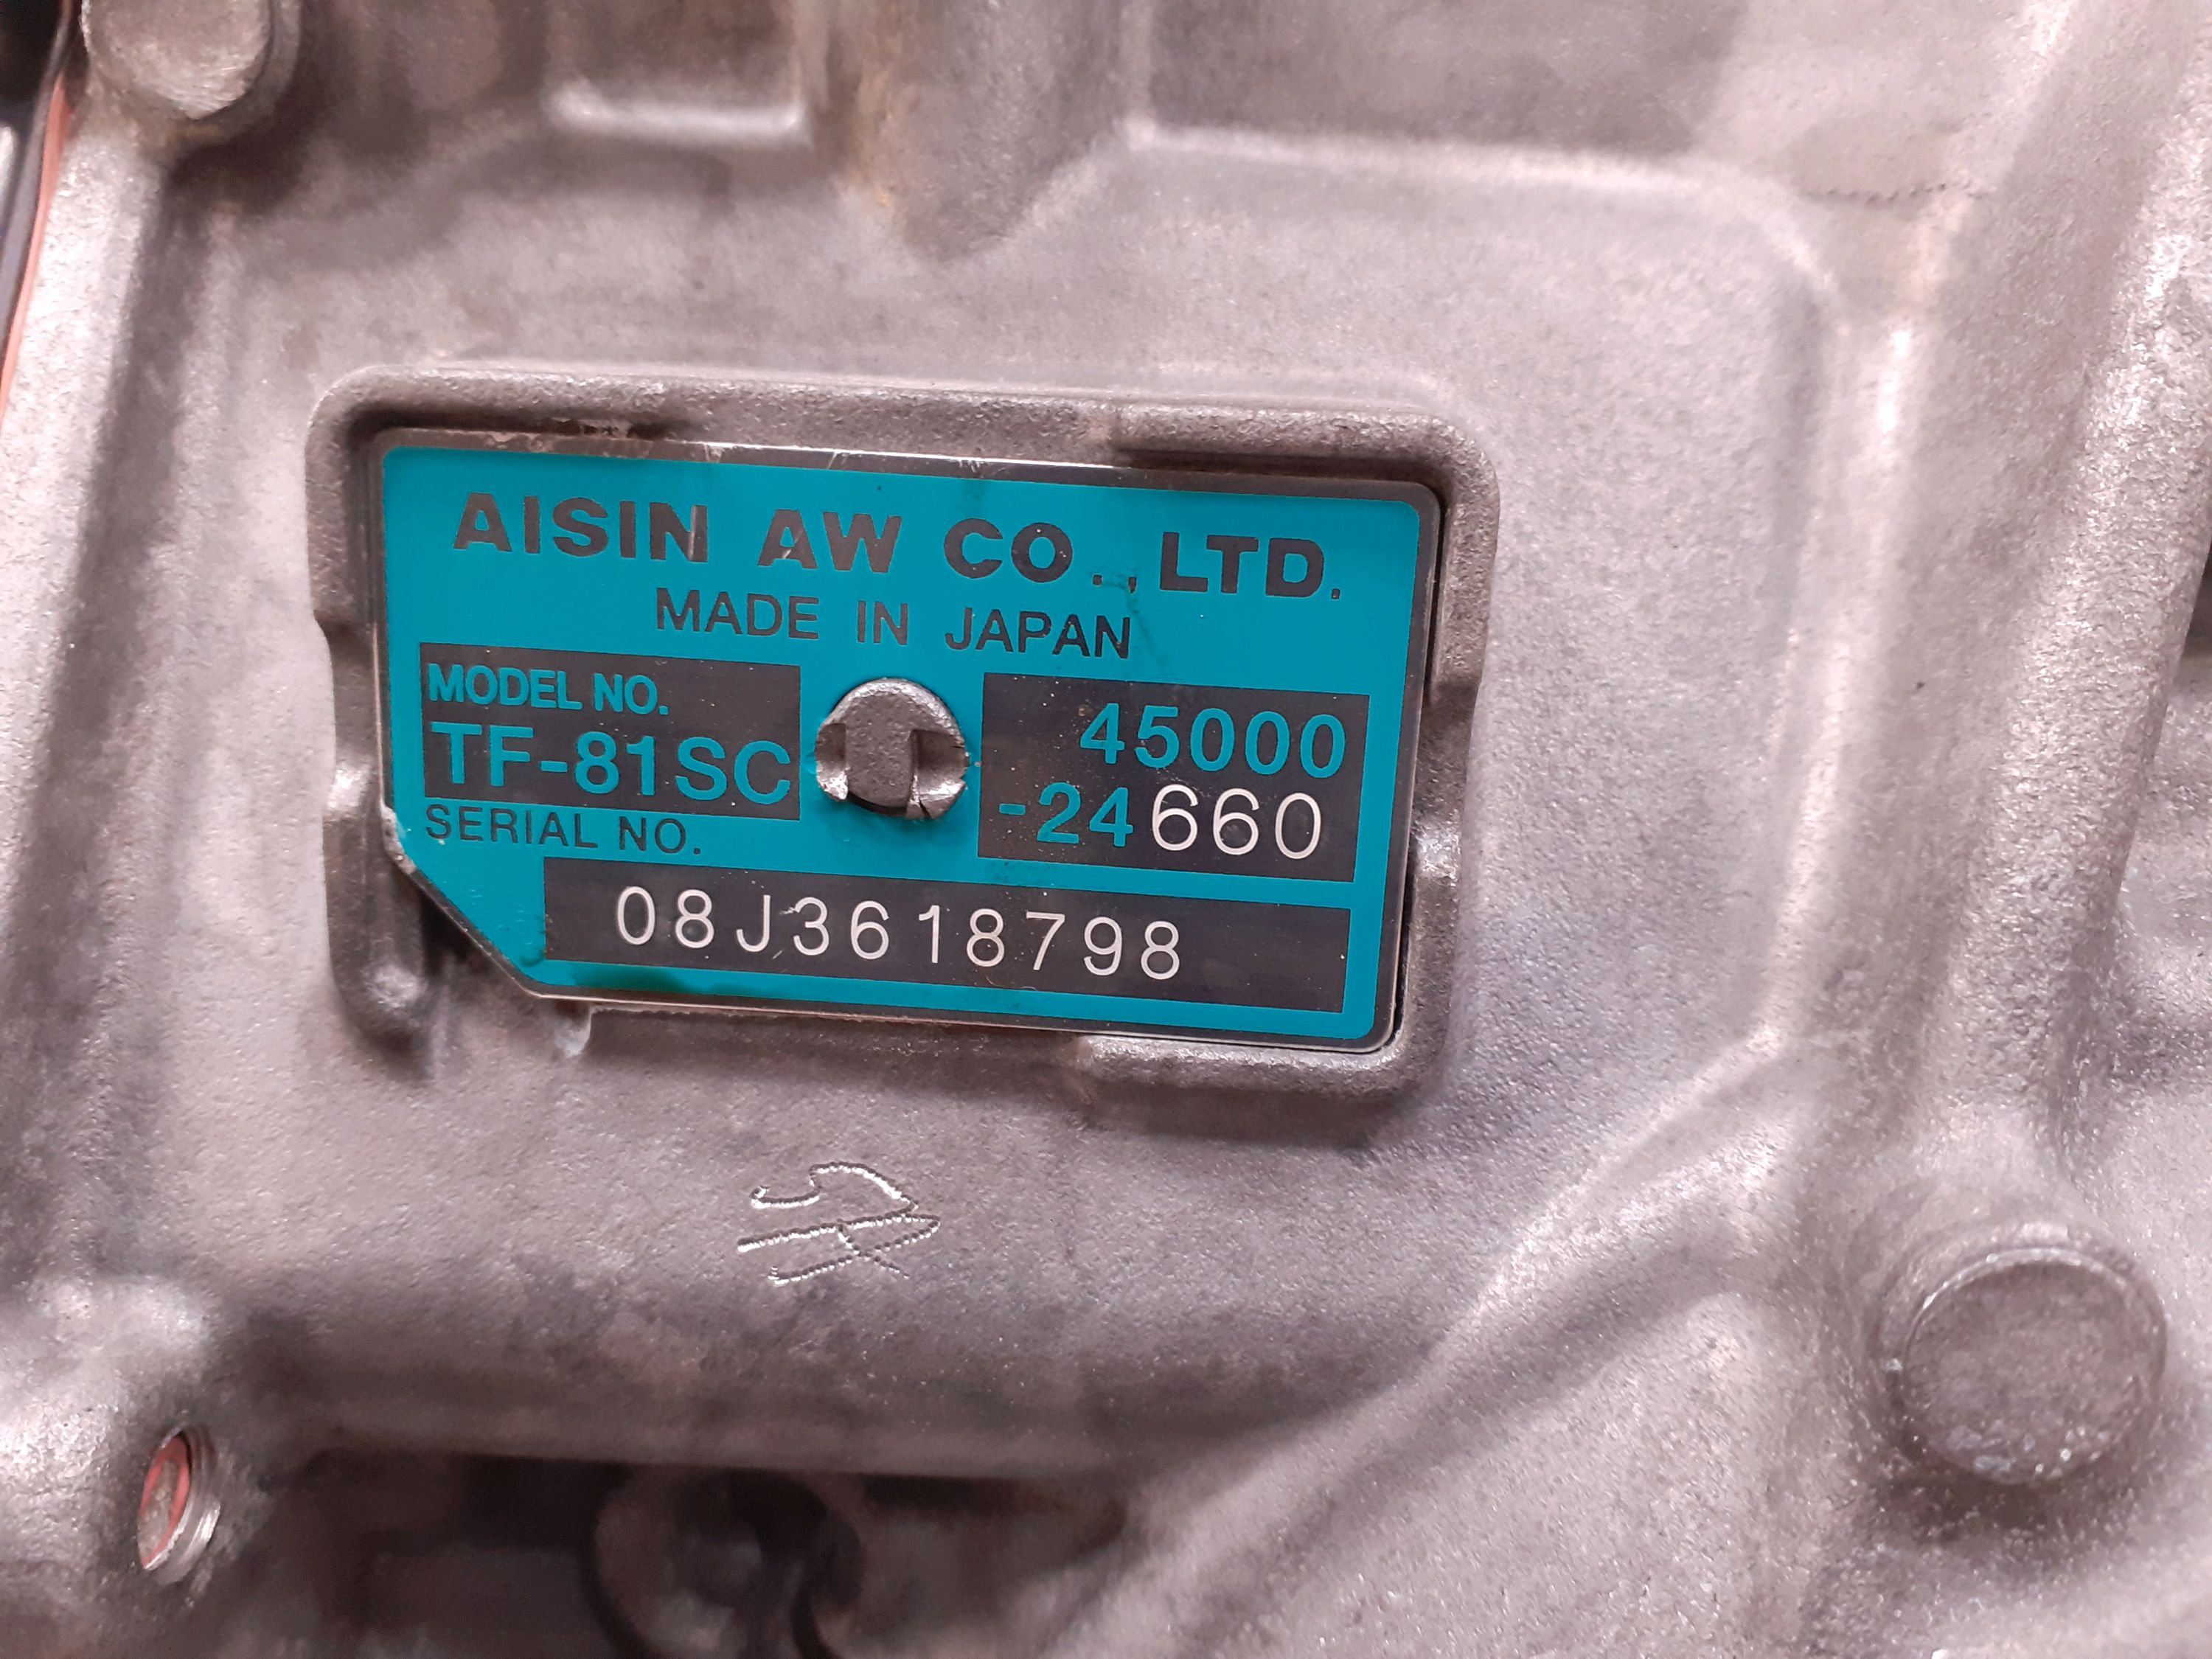 AISIN AW CO., LTD.
MADE IN JAPAN
MODEL NO.
TF-81SC
45000
-24660
SERIAL NO.
08J3618798